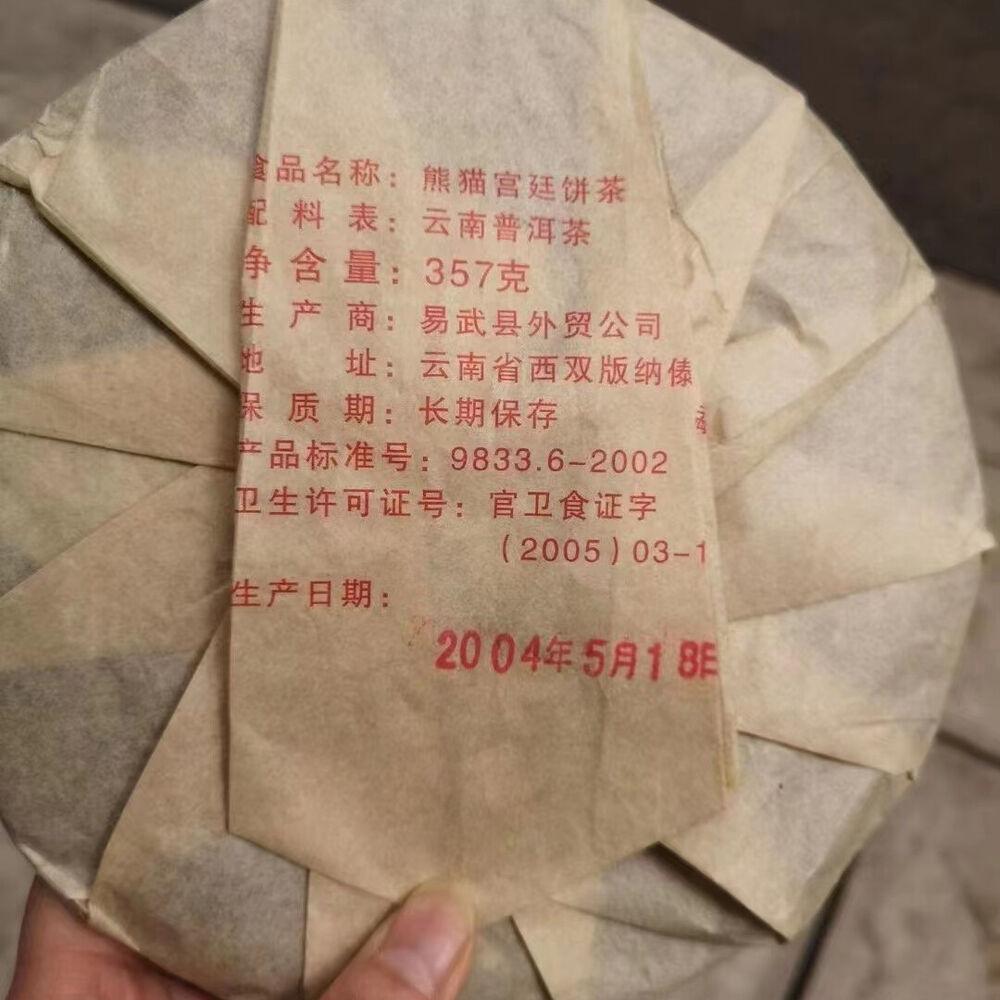 食品名称：熊猫宫廷饼茶
配料表：云南普洱茶
净含量：357克
生产商：易武县外贸公司
地址：云南省西双版纳傣
保质期：长期保存
产品标准号：9833.6-2002
卫生许可证号：官卫食证字
（2005）03-1
生产日期：
2004年5月18日